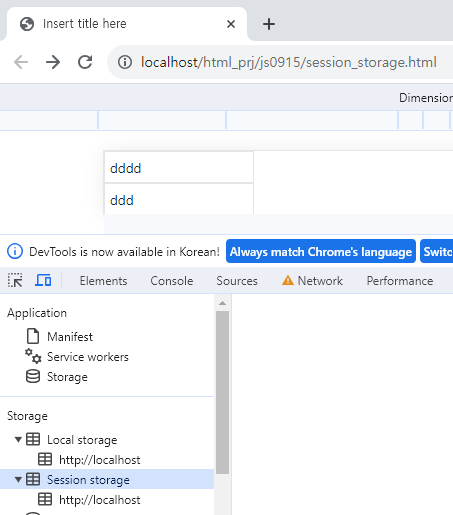 Insert title here
localhost/html_prj/js0915/session_storage.html
Dimension
dddd
ddd
DevTools is now available in Korean! Always match Chrome's language Switc
Elements Console Sources Network Performance
Application
Manifest
Service workers
Storage
Storage
Local storage
http://localhost
Session storage
http://localhost